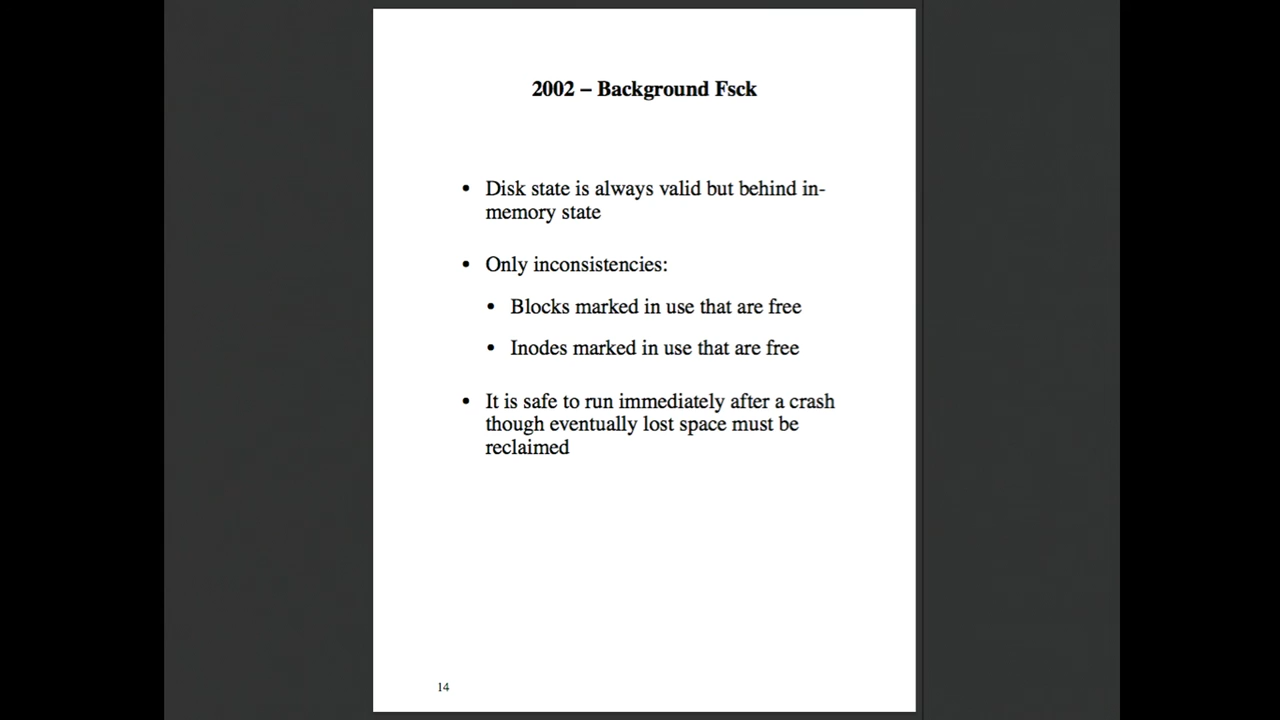 2002 – Background Fsck
• Disk state is always valid but behind in-
memory state
• Only inconsistencies:
• Blocks marked in use that are free
• Inodes marked in use that are free
• It is safe to run immediately after a crash
though eventually lost space must be
reclaimed
14